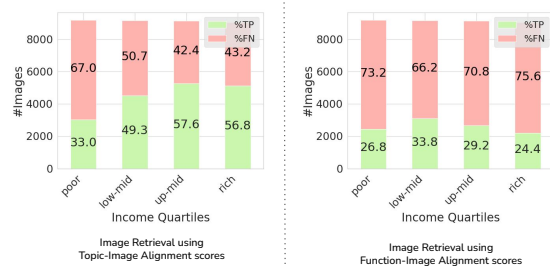 %TP
%FN
#Images
8000
6000
4000
2000
0
67.0
50.7
42.4
43.2
33.0
49.3
57.6
56.8
poor
low-mid
up-mid
rich
Income Quartiles
Image Retrieval using
Topic-Image Alignment scores
%TP
%FN
#Images
8000
6000
4000
2000
0
73.2
66.2
70.8
75.6
26.8
33.8
29.2
24.4
poor
low-mid
up-mid
rich
Income Quartiles
Image Retrieval using
Function-Image Alignment scores